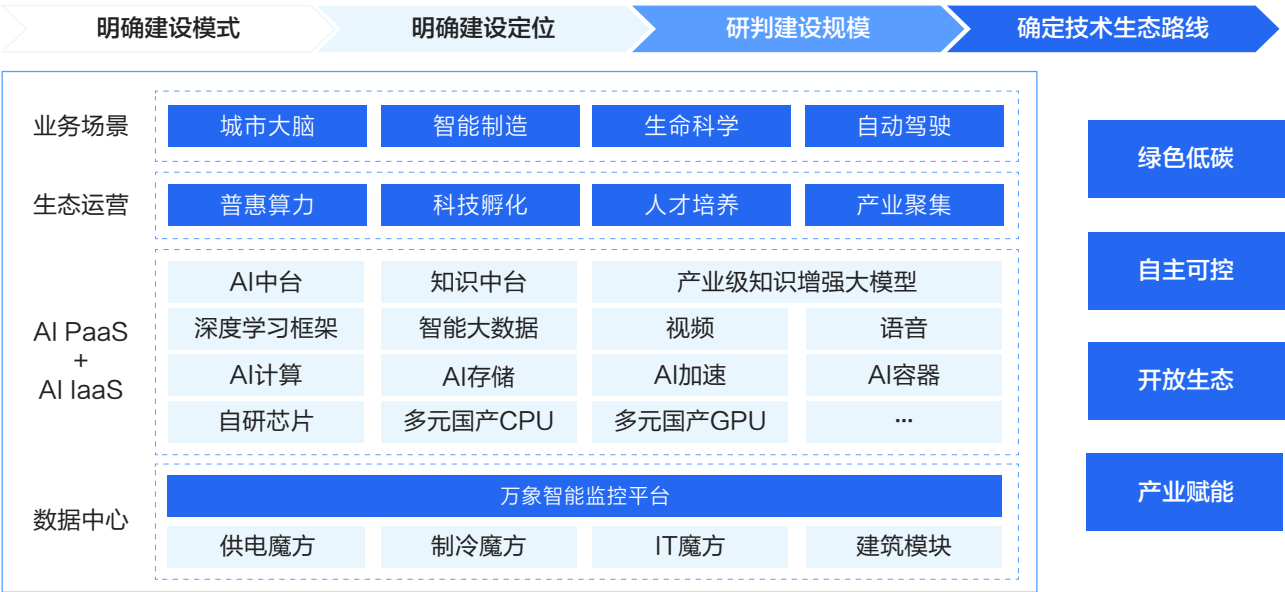 明确建设模式
明确建设定位
研判建设规模
确定技术生态路线
业务场景
城市大脑
智能制造
生命科学
自动驾驶
生态运营
普惠算力
科技孵化
人才培养
产业聚集
AI PaaS
+
AI IaaS
AI中台
知识中台
产业级知识增强大模型
深度学习框架
智能大数据
视频
语音
AI计算
AI存储
AI加速
AI容器
自研芯片
多元国产CPU
多元国产GPU
...
数据中心
万象智能监控平台
供电魔方
制冷魔方
IT魔方
建筑模块
绿色低碳
自主可控
开放生态
产业赋能